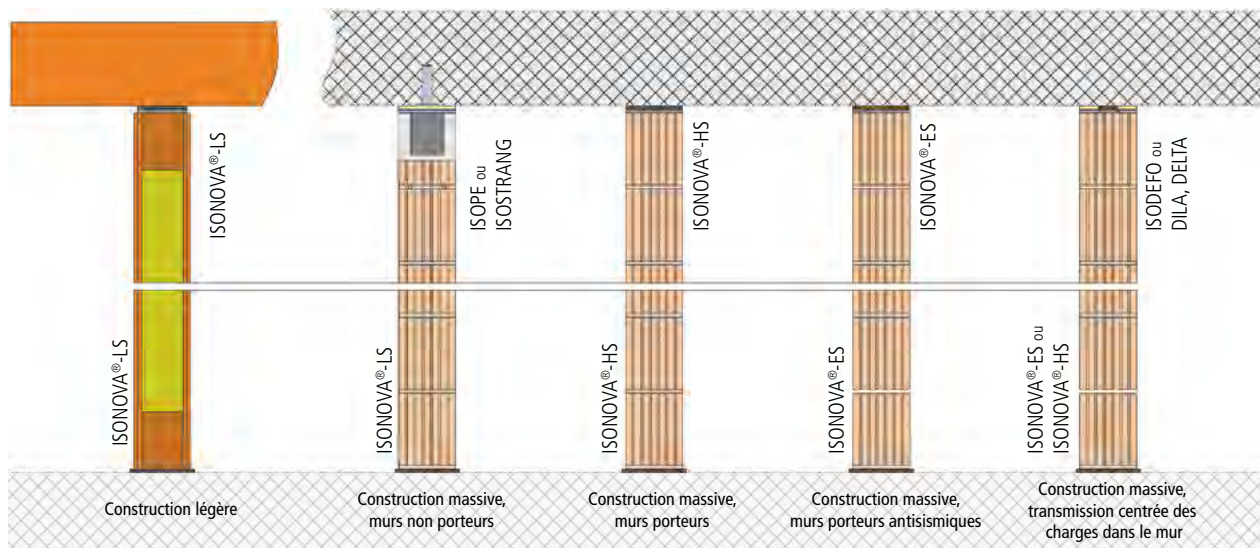 ISONOVA®-LS
ISONOVA®-LS
ISOPE ou
ISOSTRANG
ISONOVA®-LS
ISONOVA®-HS
ISONOVA®-HS
ISONOVA®-ES
ISONOVA®-ES
ISODEFO ou
DILA, DELTA
ISONOVA®-ES ou
ISONOVA®-HS
Construction légère
Construction massive,
murs non porteurs
Construction massive,
murs porteurs
Construction massive,
murs porteurs antisismiques
Construction massive,
transmission centrée des
charges dans le mur